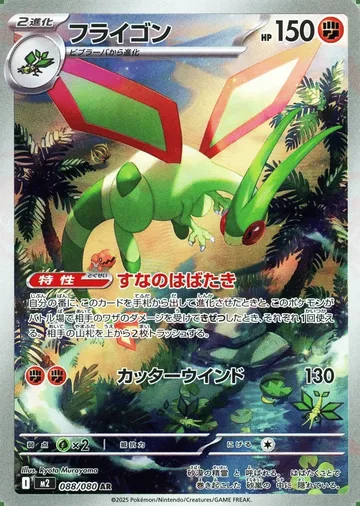 2進化
フライゴン
HP 150
ビブラーバから進化
特性 すなのはばたき
とくせい
自分の番に、このカードを手札から出して進化させたときと、このポケモンが
バトル場で相手のワザのダメージを受けてきぜつしたとき、それぞれ1回使え
る。相手の山札を上から2枚トラッシュする。
カッターウインド 130
弱点 ×2 抵抗力 にげる
Illus. Ryota Murayama
m2 088/080 AR
©2025 Pokémon/Nintendo/Creatures/GAME FREAK.